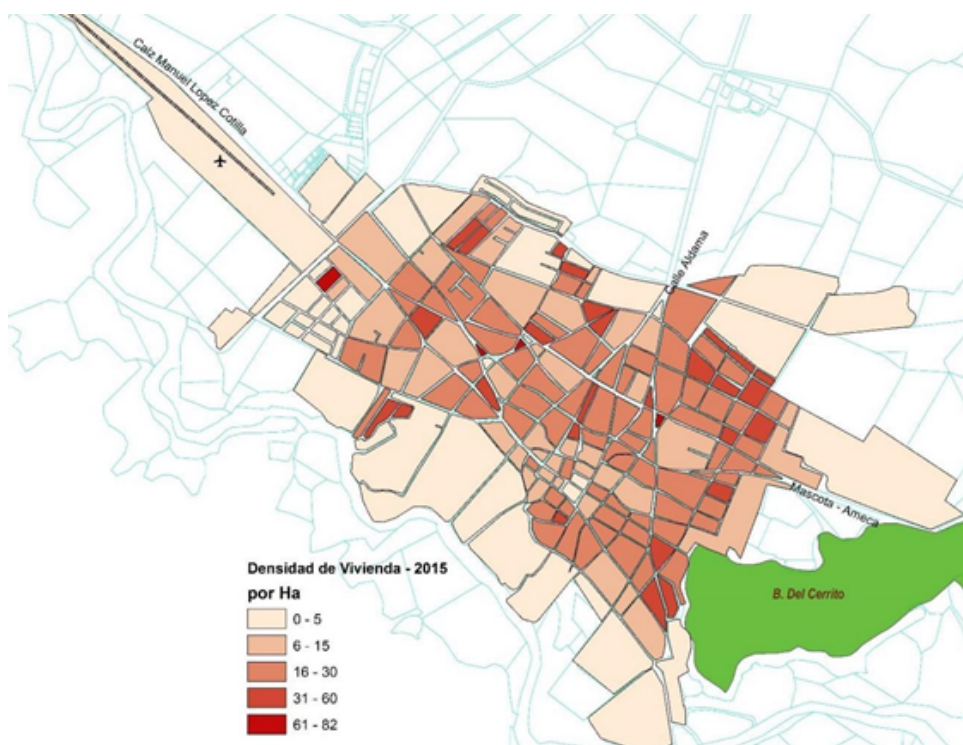 Calz Manuel Lopez Cotilla
Calle Aldama
Mascota - Ameca
B. Del Cerrito
Densidad de Vivienda - 2015
por Ha
0 - 5
6 - 15
16 - 30
31 - 60
61 - 82